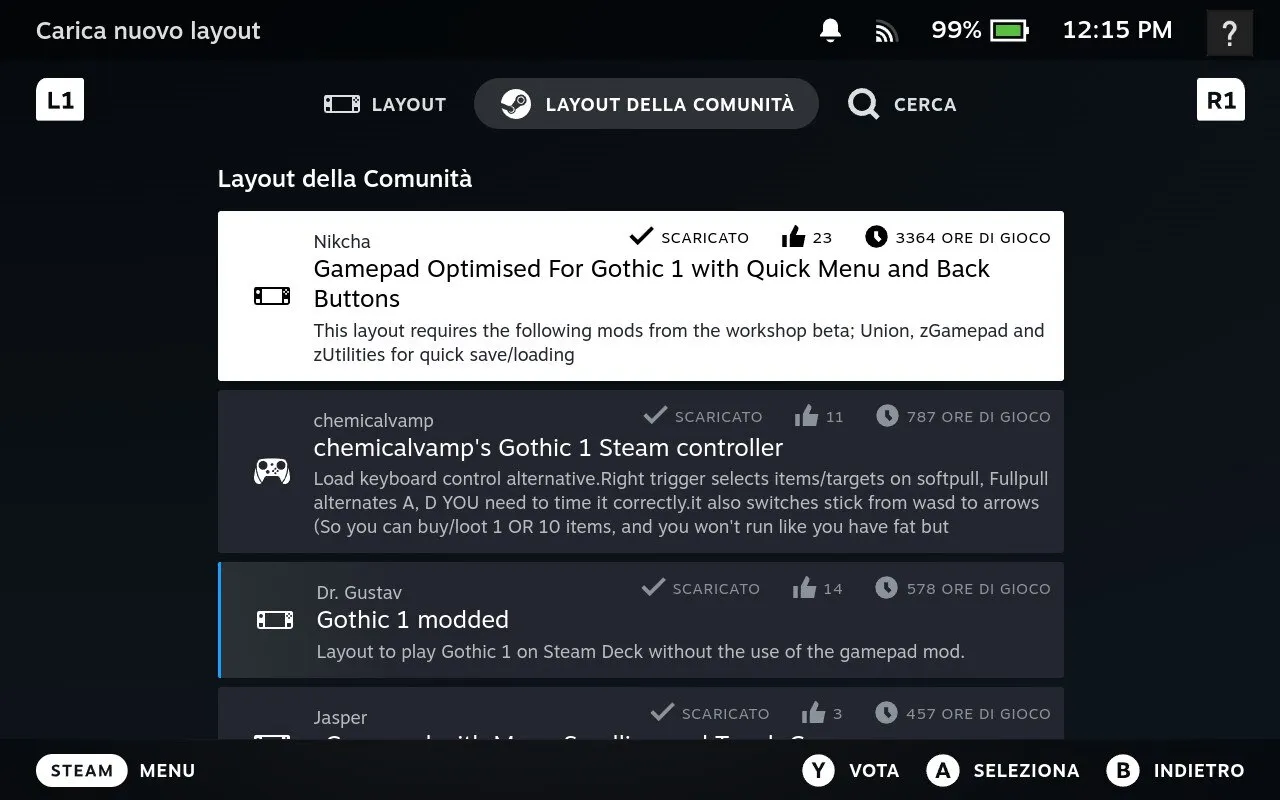 Carica nuovo layout
99%
12:15 PM
?
L1
LAYOUT
LAYOUT DELLA COMUNITÀ
CERCA
R1
Layout della Comunità
Nikcha
SCARICATO
23
3364 ORE DI GIOCO
Gamepad Optimised For Gothic 1 with Quick Menu and Back
Buttons
This layout requires the following mods from the workshop beta; Union, zGamepad and
zUtilities for quick save/loading
chemicalvamp
SCARICATO
11
787 ORE DI GIOCO
chemicalvamp's Gothic 1 Steam controller
Load keyboard control alternative.Right trigger selects items/targets on softpull, Fullpull
alternates A, D YOU need to time it correctly.it also switches stick from wasd to arrows
(So you can buy/loot 1 OR 10 items, and you won't run like you have fat but
Dr. Gustav
SCARICATO
14
578 ORE DI GIOCO
Gothic 1 modded
Layout to play Gothic 1 on Steam Deck without the use of the gamepad mod.
Jasper
SCARICATO
3
457 ORE DI GIOCO
STEAM
MENU
Y
VOTA
A
SELEZIONA
B
INDIETRO